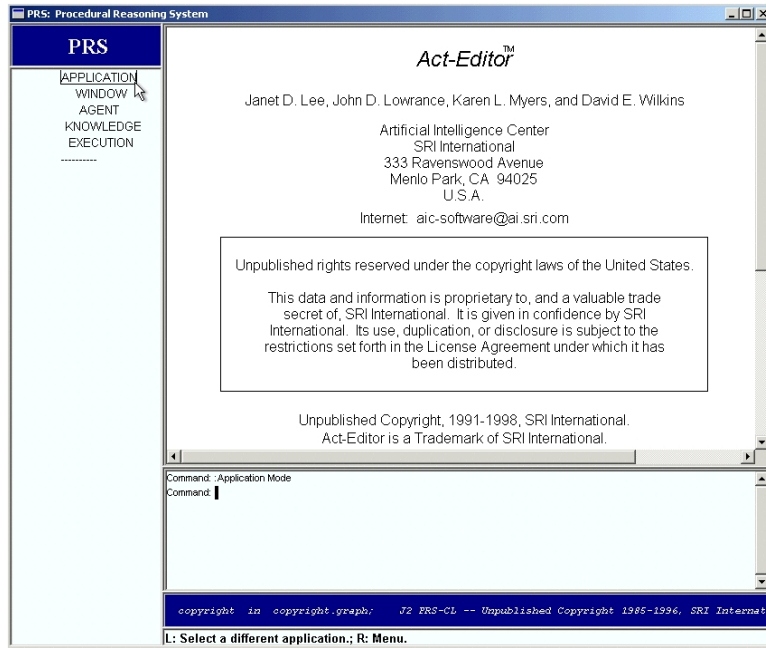 PRS: Procedural Reasoning System
PRS
APPLICATION
WINDOW
AGENT
KNOWLEDGE
EXECUTION
----------
Act-Editor™
Janet D. Lee, John D. Lowrance, Karen L. Myers, and David E. Wilkins
Artificial Intelligence Center
SRI International
333 Ravenswood Avenue
Menlo Park, CA 94025
U.S.A.
Internet: aic-software@ai.sri.com
Unpublished rights reserved under the copyright laws of the United States.
This data and information is proprietary to, and a valuable trade
secret of, SRI International. It is given in confidence by SRI
International. Its use, duplication, or disclosure is subject to the
restrictions set forth in the License Agreement under which it has
been distributed.
Unpublished Copyright, 1991-1998, SRI International.
Act-Editor is a Trademark of SRI International.
Command: :Application Mode
Command:
copyright in copyright.graph; J2 PRS-CL -- Unpublished Copyright 1985-1996, SRI Internat
L: Select a different application.; R: Menu.